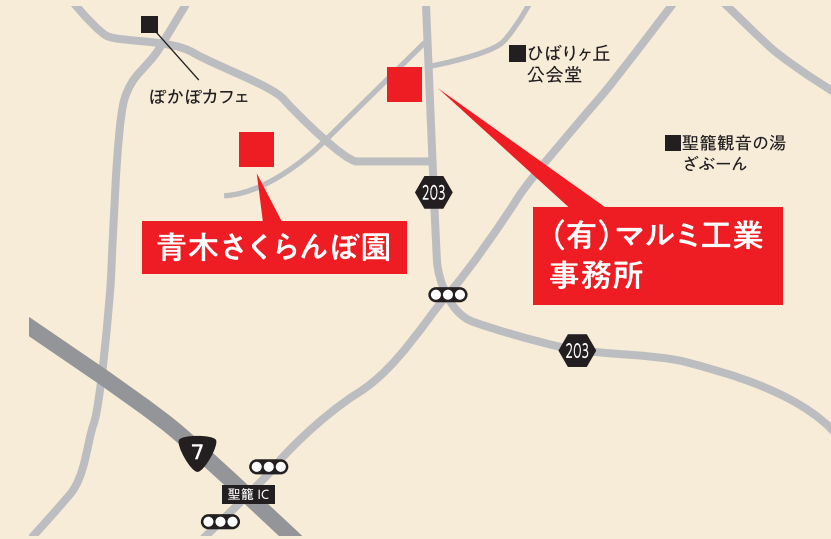 ひばりヶ丘
公会堂
ぽかぽカフェ
聖籠観音の湯
ざぶーん
203
青木さくらんぼ園
(有)マルミ工業
事務所
203
7
聖籠 IC